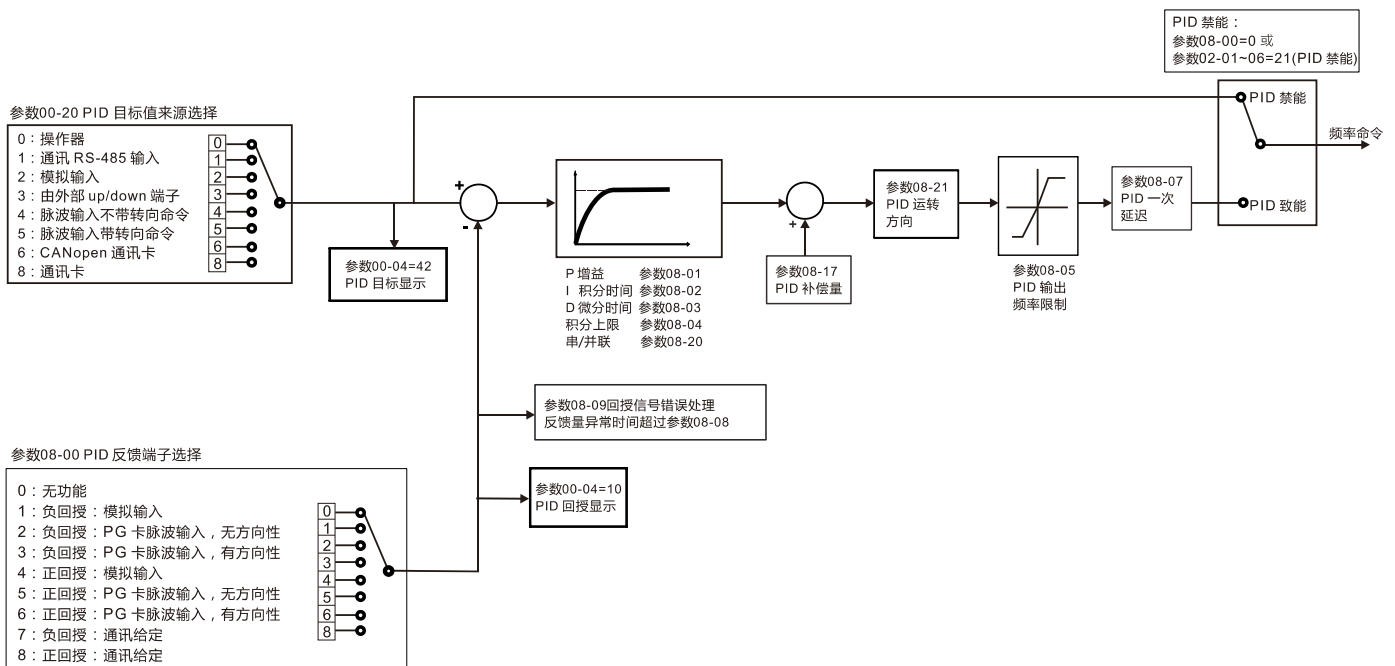 PID 禁能：
参数08-00=0 或
参数02-01~06=21(PID 禁能)
参数00-20 PID 目标值来源选择
0：操作器
1：通讯 RS-485 输入
2：模拟输入
3：由外部 up/down 端子
4：脉波输入不带转向命令
5：脉波输入带转向命令
6：CANopen 通讯卡
8：通讯卡
0
1
2
3
4
5
6
8
参数00-04=42
PID 目标显示
+
-
P 增益 参数08-01
I 积分时间 参数08-02
D 微分时间 参数08-03
积分上限 参数08-04
串/并联 参数08-20
+
参数08-17
PID 补偿量
参数08-21
PID 运转
方向
参数08-05
PID 输出
频率限制
参数08-07
PID 一次
延迟
PID 禁能
PID 致能
频率命令
参数08-09回授信号错误处理
反馈量异常时间超过参数08-08
参数00-04=10
PID 回授显示
参数08-00 PID 反馈端子选择
0：无功能
1：负回授：模拟输入
2：负回授：PG 卡脉波输入，无方向性
3：负回授：PG 卡脉波输入，有方向性
4：正回授：模拟输入
5：正回授：PG 卡脉波输入，无方向性
6：正回授：PG 卡脉波输入，有方向性
7：负回授：通讯给定
8：正回授：通讯给定
0
1
2
3
4
5
6
8